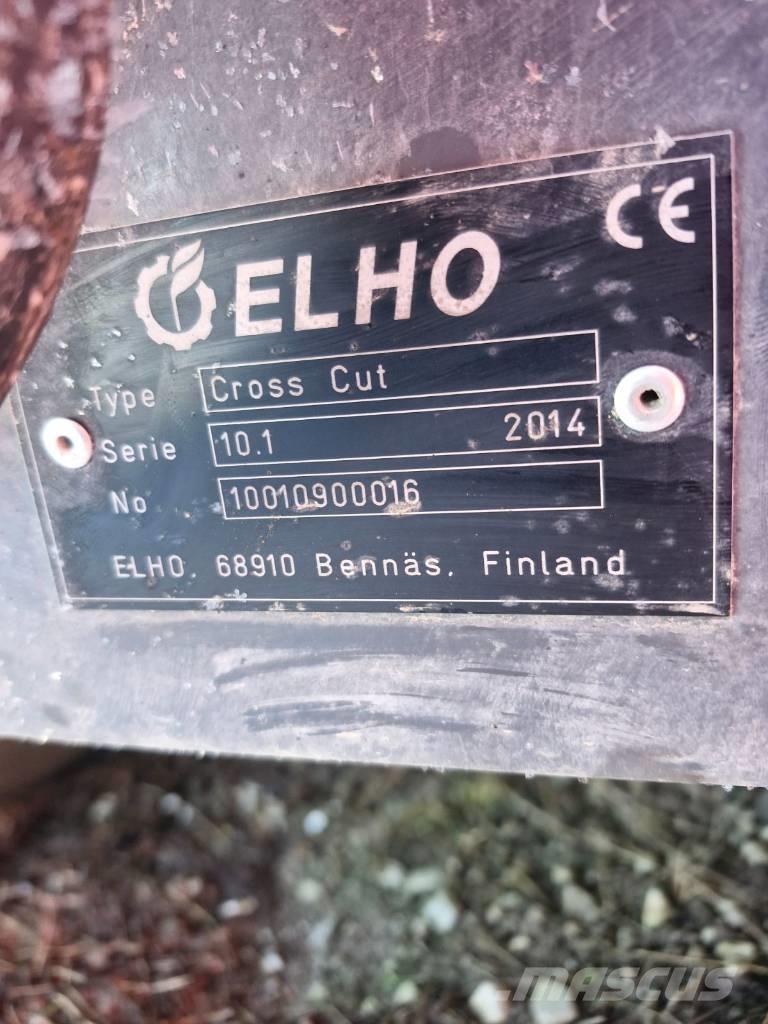 ELHO CE
Type Cross Cut
Serie 10.1 2014
No 10010900016
ELHO, 68910 Bennäs, Finland
MASCUS